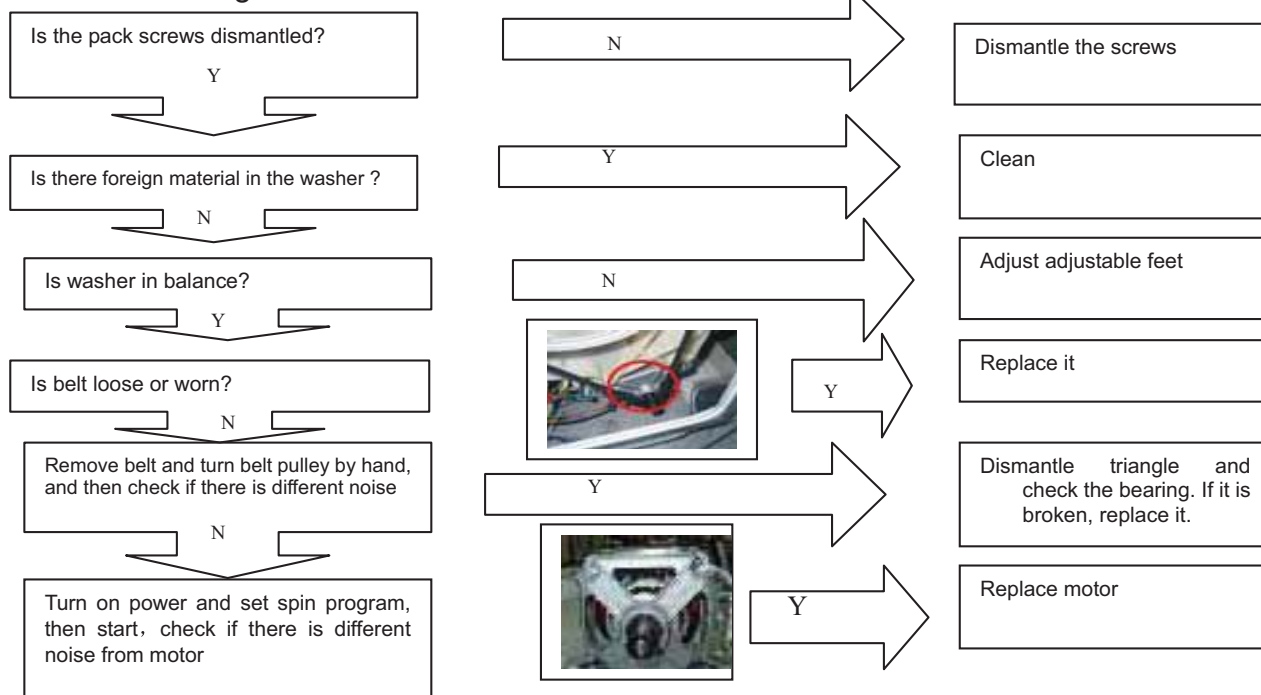 Is the pack screws dismantled?
Y
N
Dismantle the screws
Is there foreign material in the washer ?
N
Y
Clean
Is washer in balance?
Y
N
Adjust adjustable feet
Is belt loose or worn?
N
Y
Replace it
Remove belt and turn belt pulley by hand,
and then check if there is different noise
N
Y
Dismantle triangle and
check the bearing. If it is
broken, replace it.
Turn on power and set spin program,
then start，check if there is different
noise from motor
Y
Replace motor